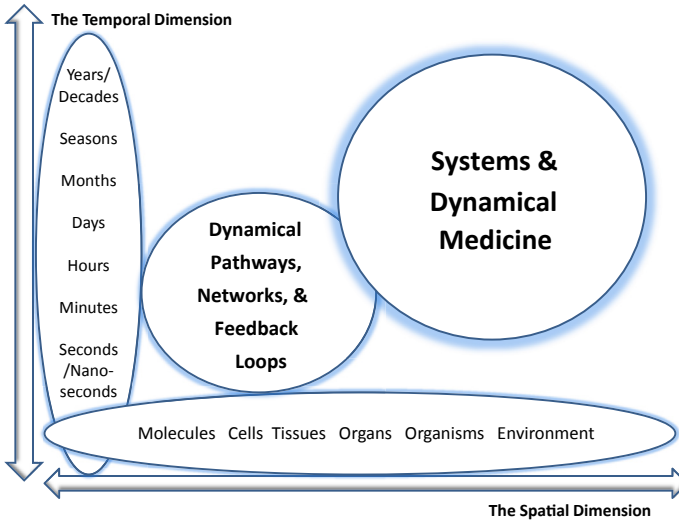 The Temporal Dimension
Years/
Decades
Seasons
Months
Days
Hours
Minutes
Seconds
/Nano-
seconds
Dynamical
Pathways,
Networks, &
Feedback
Loops
Systems &
Dynamical
Medicine
Molecules Cells Tissues Organs Organisms Environment
The Spatial Dimension